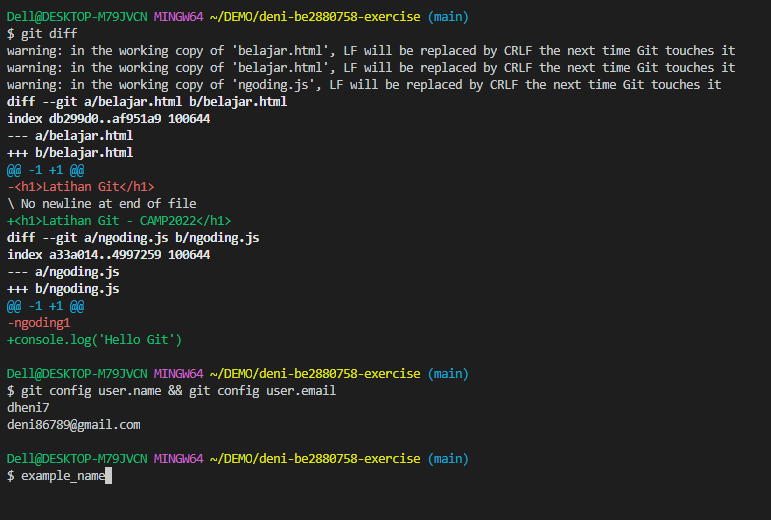 Dell@DESKTOP-M79JVCN MINGW64 ~/DEMO/deni-be2880758-exercise (main)
$ git diff
warning: in the working copy of 'belajar.html', LF will be replaced by CRLF the next time Git touches it
warning: in the working copy of 'belajar.html', LF will be replaced by CRLF the next time Git touches it
warning: in the working copy of 'ngoding.js', LF will be replaced by CRLF the next time Git touches it
diff --git a/belajar.html b/belajar.html
index db299d0..af951a9 100644
--- a/belajar.html
+++ b/belajar.html
@@ -1 +1 @@
-<h1>Latihan Git</h1>
\ No newline at end of file
+<h1>Latihan Git - CAMP2022</h1>
diff --git a/ngoding.js b/ngoding.js
index a33a014..4997259 100644
--- a/ngoding.js
+++ b/ngoding.js
@@ -1 +1 @@
-ngoding1
+console.log('Hello Git')
Dell@DESKTOP-M79JVCN MINGW64 ~/DEMO/deni-be2880758-exercise (main)
$ git config user.name && git config user.email
dheni7
deni86789@gmail.com
Dell@DESKTOP-M79JVCN MINGW64 ~/DEMO/deni-be2880758-exercise (main)
$ example_name